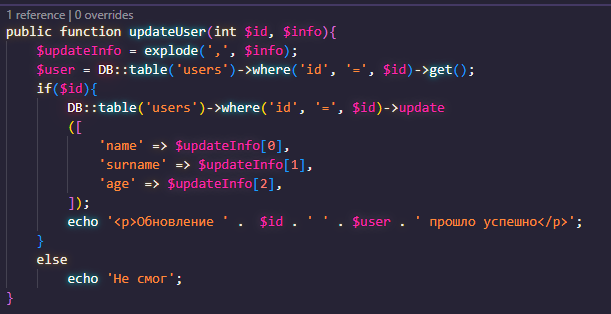 1 reference | 0 overrides
public function updateUser(int $id, $info){
$updateInfo = explode(',', $info);
$user = DB::table('users')->where('id', '=', $id)->get();
if($id){
DB::table('users')->where('id', '=', $id)->update
([
'name' => $updateInfo[0],
'surname' => $updateInfo[1],
'age' => $updateInfo[2],
]);
echo '<p>Обновление ' .  $id . ' ' . $user . ' прошло успешно</p>';
}
else
echo 'Не смог';
}